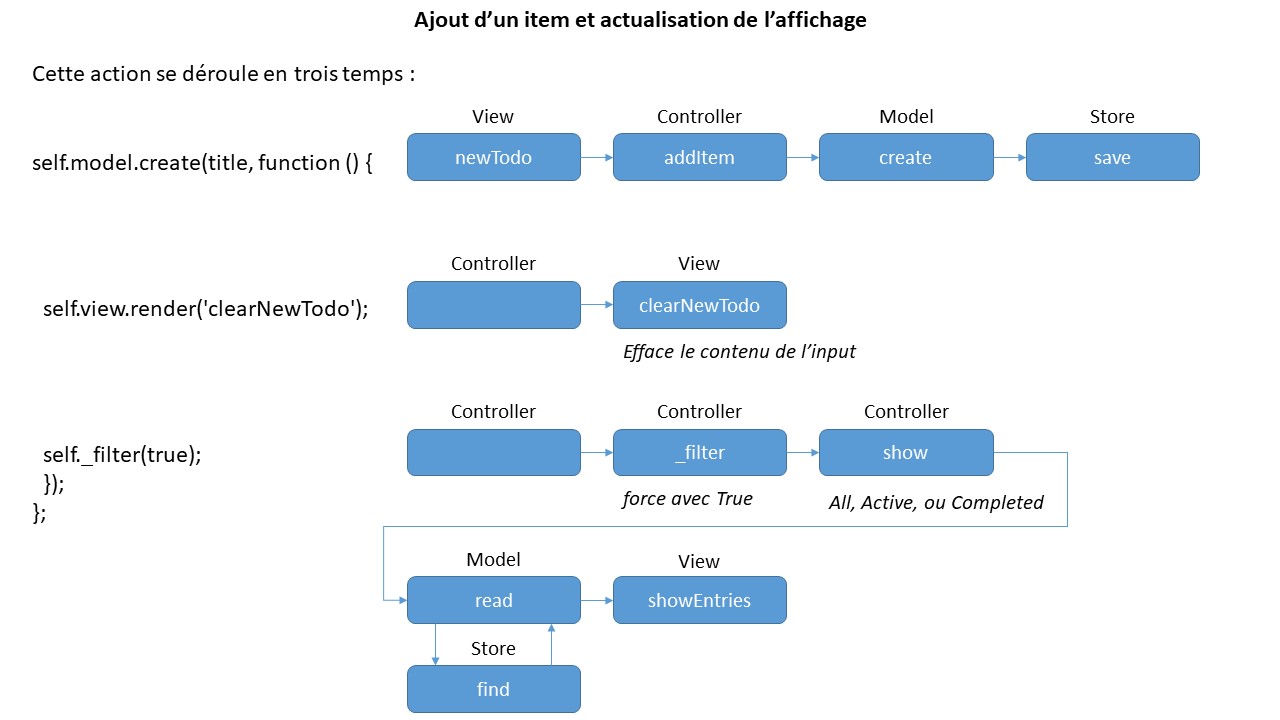 Ajout d’un item et actualisation de l’affichage
Cette action se déroule en trois temps :
View
Controller
Model
Store
self.model.create(title, function () {
newTodo
addItem
create
save
Controller
View
self.view.render('clearNewTodo');
clearNewTodo
Efface le contenu de l’input
Controller
Controller
Controller
self._filter(true);
_filter
show
});
force avec True
All, Active, ou Completed
};
Model
View
read
showEntries
Store
find